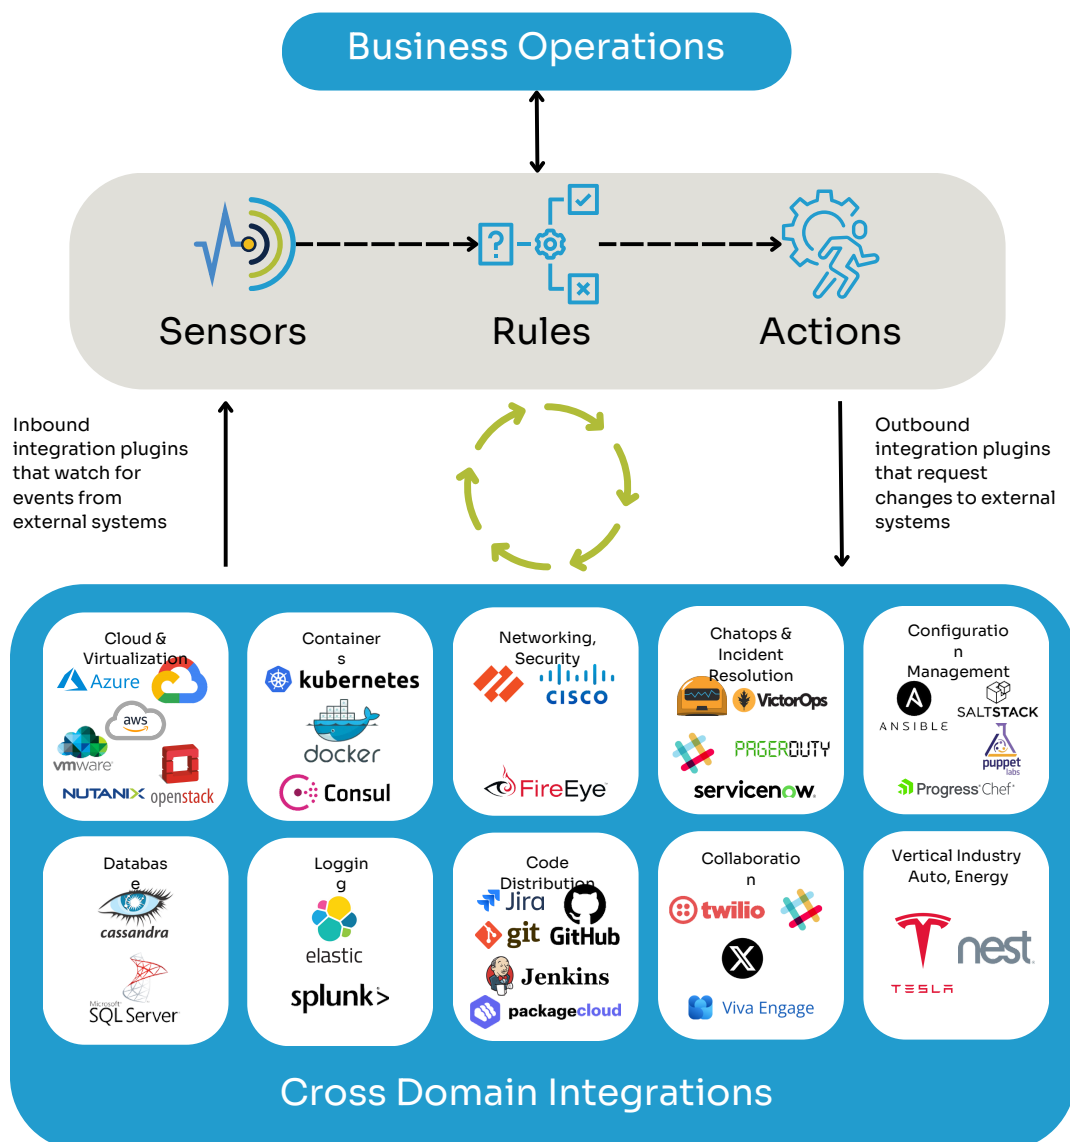 Business Operations
?
Sensors
Rules
Actions
Inbound
integration plugins
that watch for
events from
external systems
Outbound
integration plugins
that request
changes to external
systems
Cloud &
Virtualization
Azure
aws
vmware®
NUTANIX
openstack
Container
s
kubernetes
docker
Consul
Networking,
Security
CISCO
FireEye™
Chatops &
Incident
Resolution
VictorOps
PAGERDUTY
servicenow®
Configuratio
n
Management
ANSIBLE
SALTSTACK
puppet
labs
Progress® Chef®
Databas
e
cassandra
Microsoft®
SQL Server
Loggin
g
elastic
splunk>
Code
Distribution
Jira
git
GitHub
Jenkins
packagecloud
Collaboratio
n
twilio
X
Viva Engage
Vertical Industry
Auto, Energy
TESLA
nest®
Cross Domain Integrations